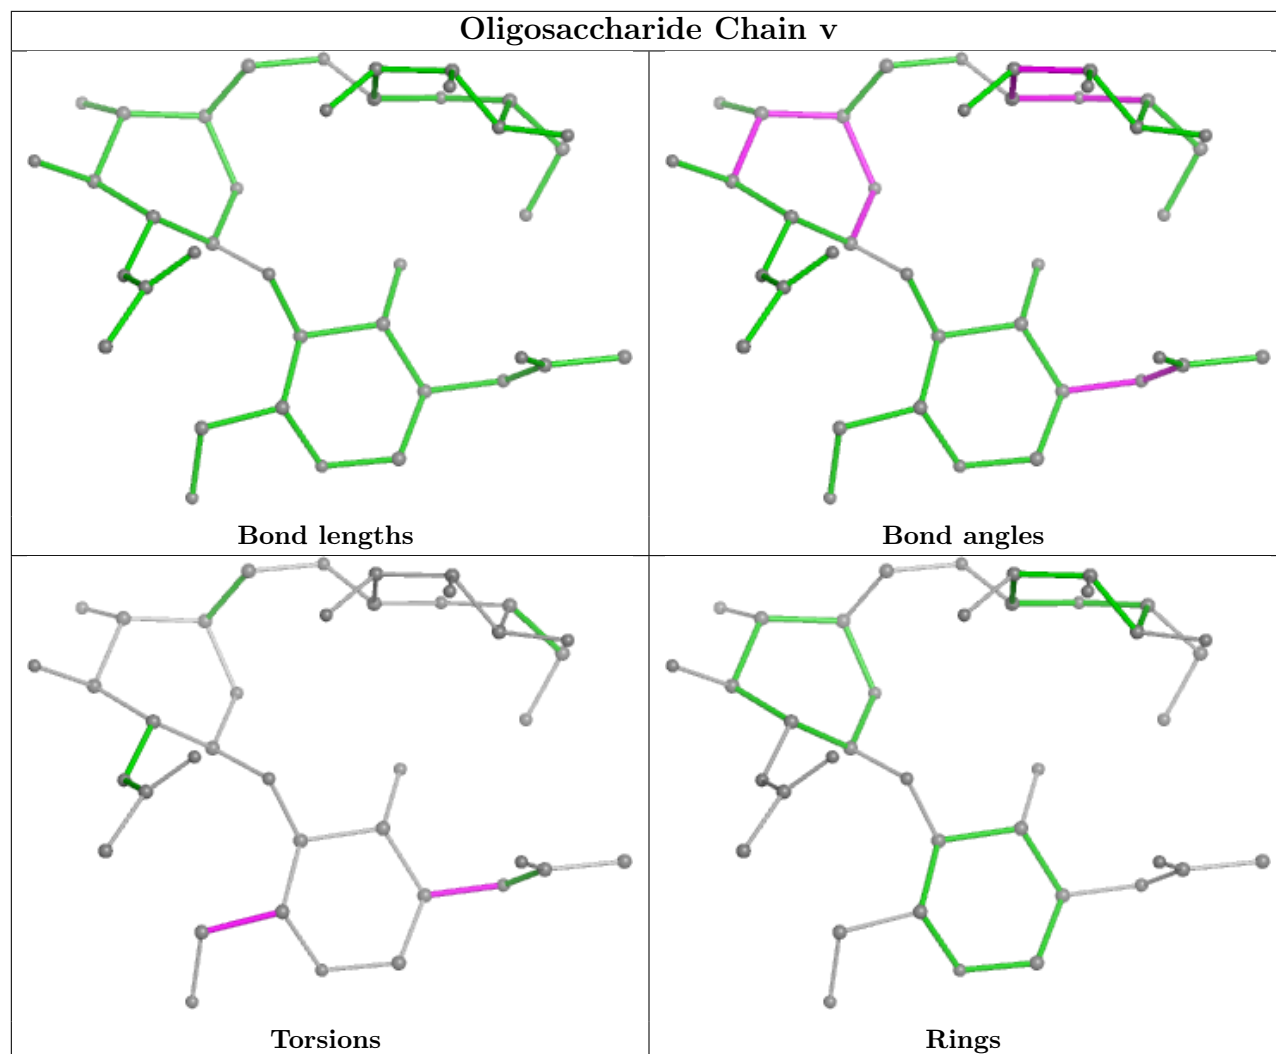 Oligosaccharide Chain v
Bond lengths
Bond angles
Torsions
Rings